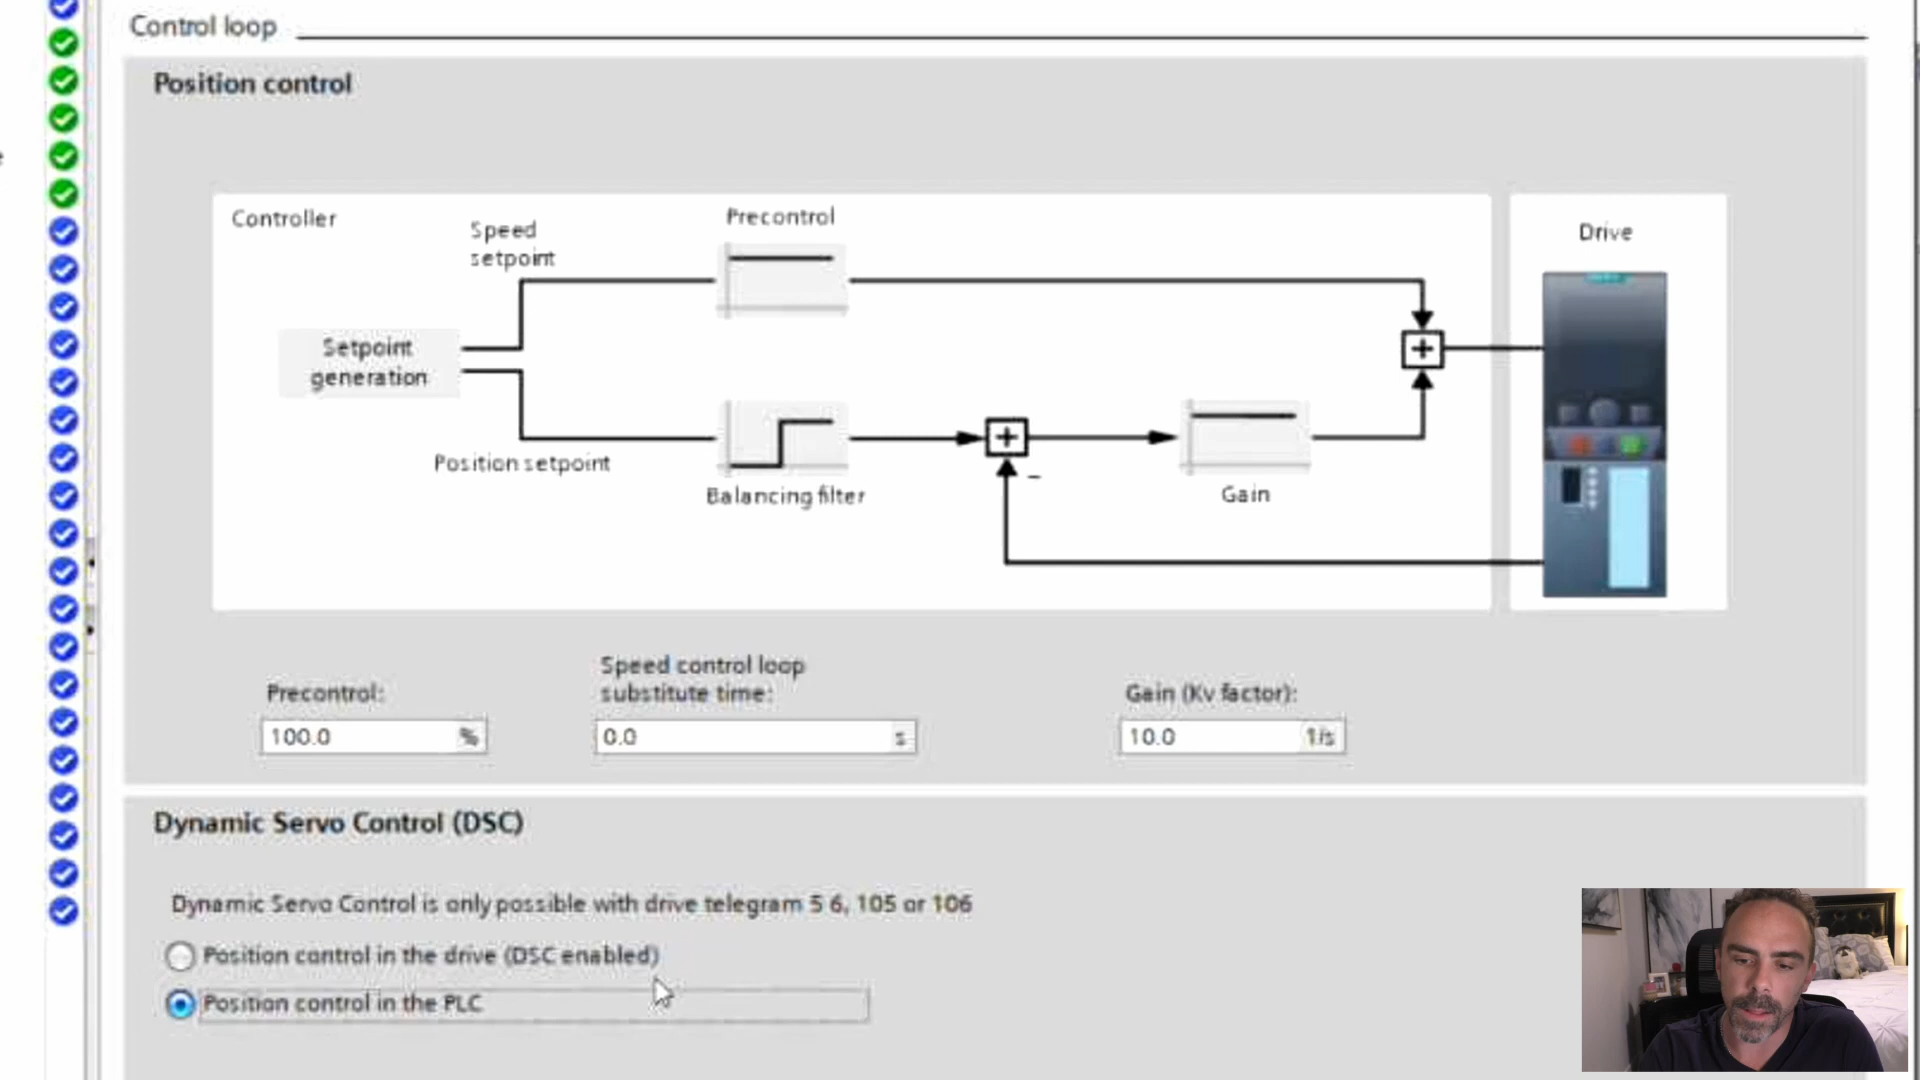 Control loop
Position control
Controller
Speed
setpoint
Precontrol
Drive
Setpoint
generation
Position setpoint
Balancing filter
Gain
Precontrol:
100.0 %
Speed control loop
substitute time:
0.0 s
Gain (Kv factor):
10.0 1/s
Dynamic Servo Control (DSC)
Dynamic Servo Control is only possible with drive telegram 5 6, 105 or 106
Position control in the drive (DSC enabled)
Position control in the PLC